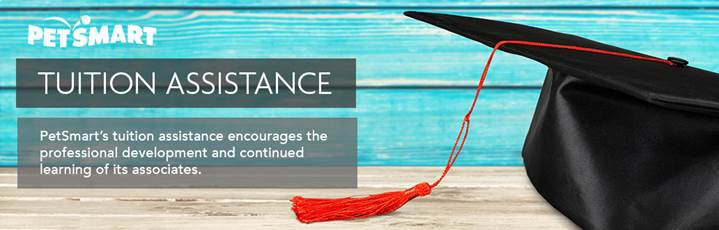 PETSMART
TUITION ASSISTANCE
PetSmart's tuition assistance encourages the
professional development and continued
learning of its associates.